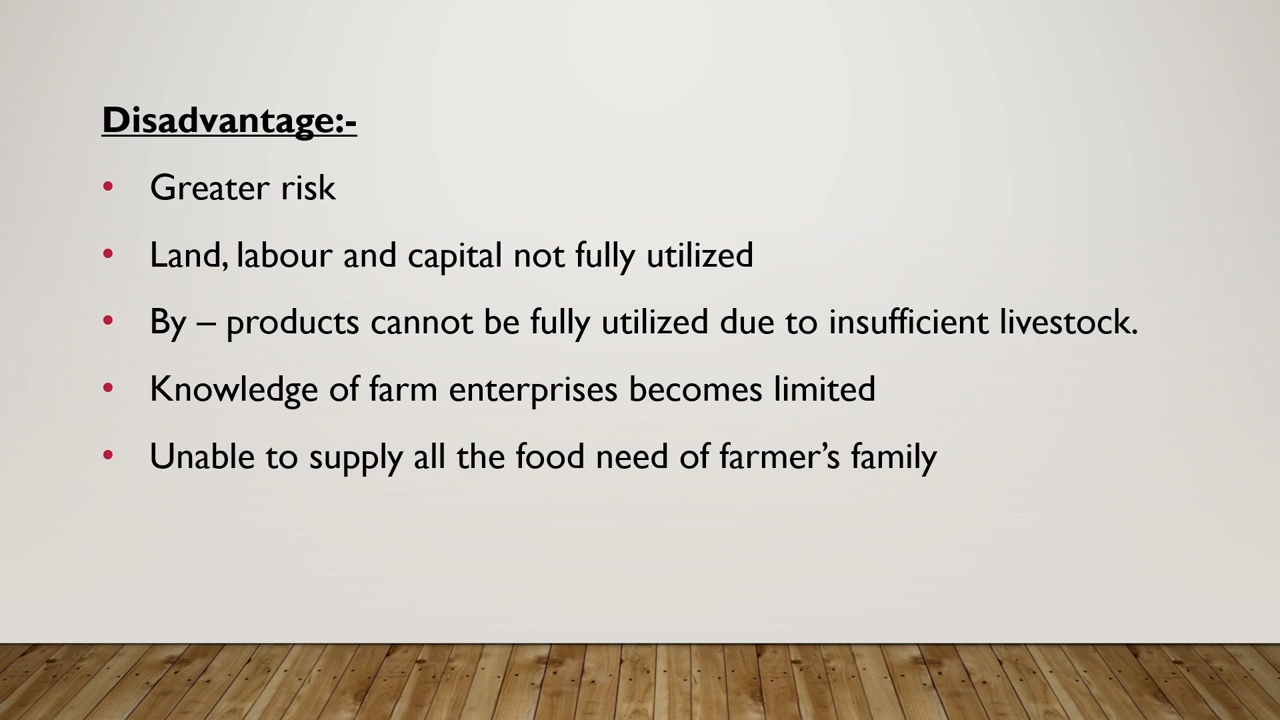 Disadvantage:-
• Greater risk
• Land, labour and capital not fully utilized
• By – products cannot be fully utilized due to insufficient livestock.
• Knowledge of farm enterprises becomes limited
• Unable to supply all the food need of farmer’s family